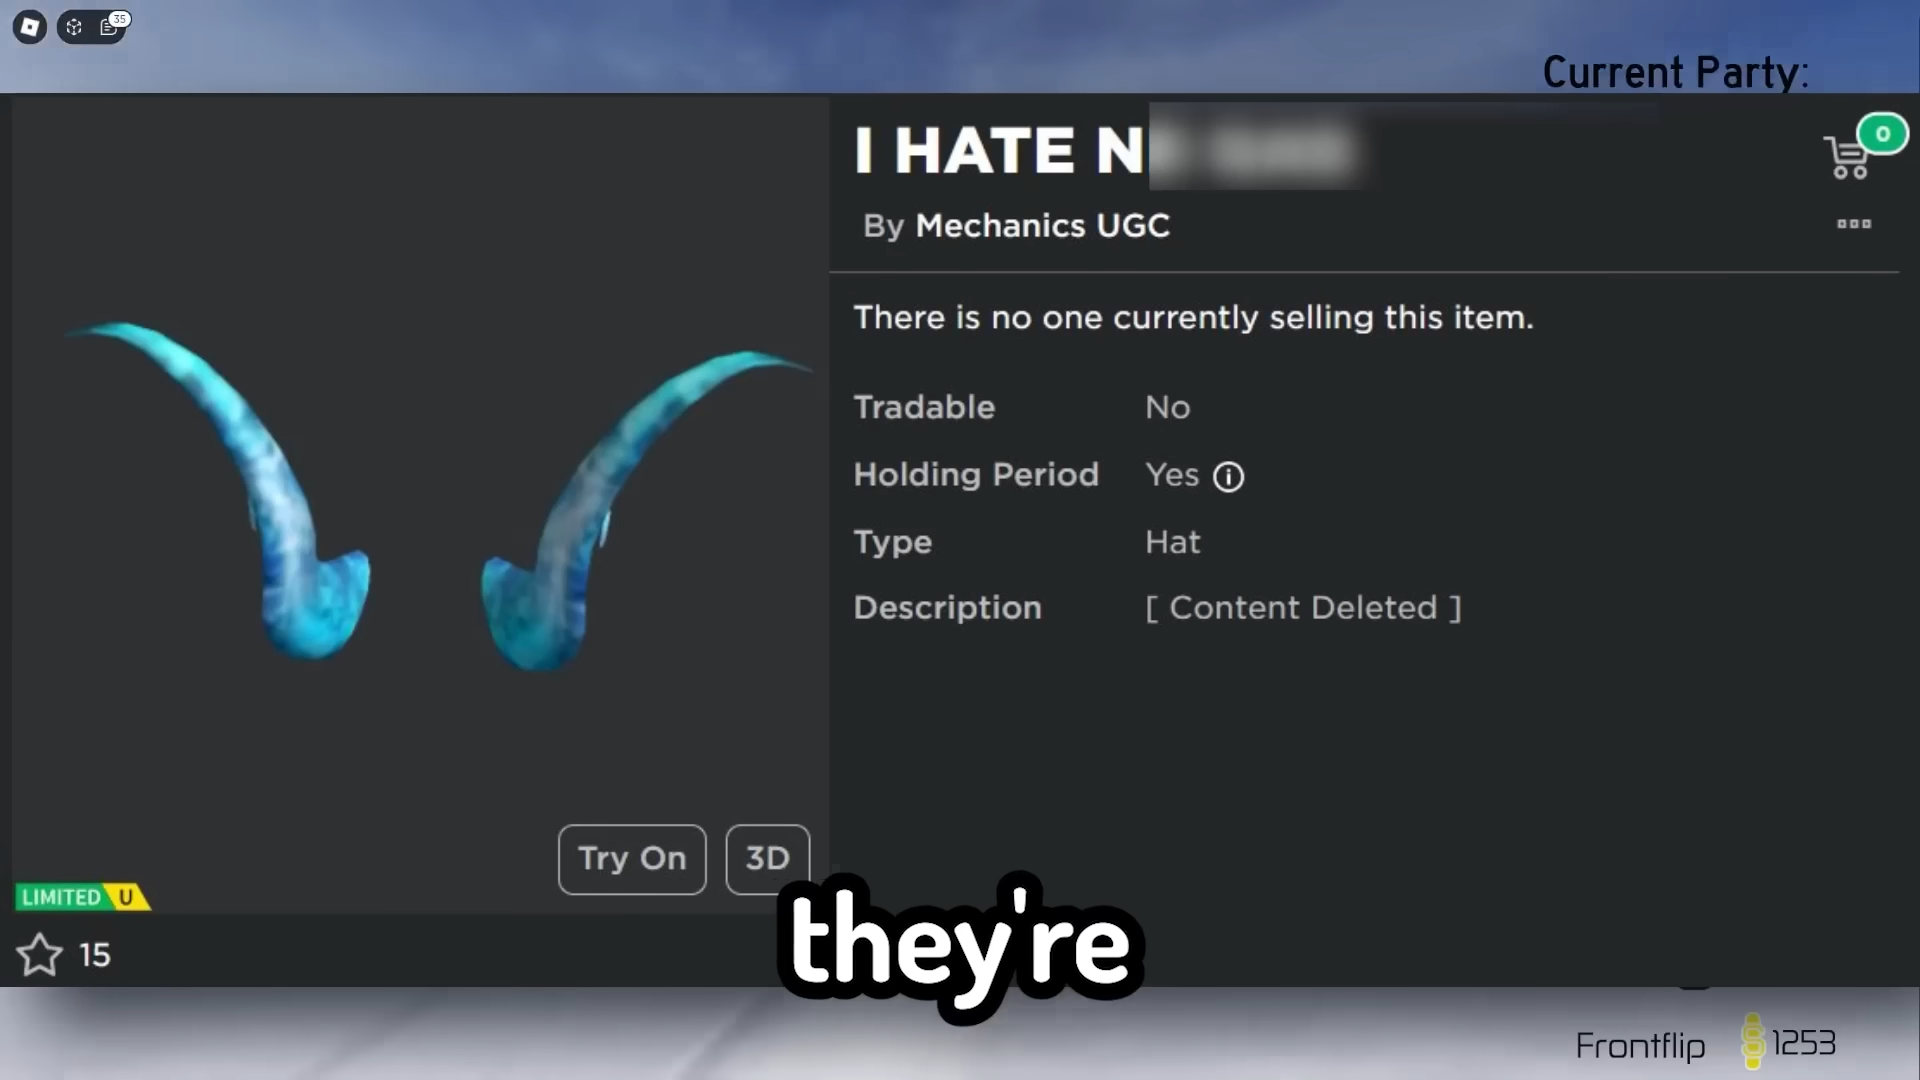 35
Current Party:
I HATE N
0
By Mechanics UGC
There is no one currently selling this item.
Tradable No
Holding Period Yes
Type Hat
Description [ Content Deleted ]
Try On 3D
LIMITED U
15
they're
Frontflip 1253